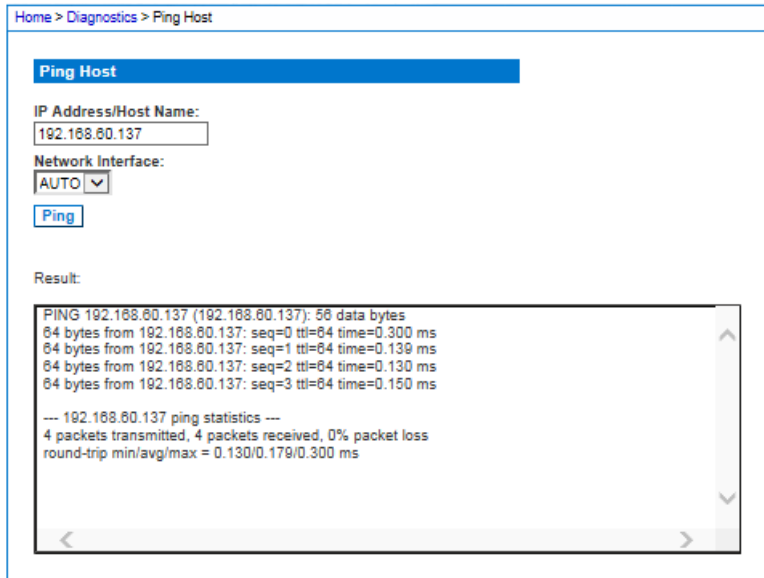 Home > Diagnostics > Ping Host
Ping Host
IP Address/Host Name:
192.168.60.137
Network Interface:
AUTO
Ping
Result:
PING 192.168.60.137 (192.168.60.137): 56 data bytes
64 bytes from 192.168.60.137: seq=0 ttl=64 time=0.300 ms
64 bytes from 192.168.60.137: seq=1 ttl=64 time=0.139 ms
64 bytes from 192.168.60.137: seq=2 ttl=64 time=0.130 ms
64 bytes from 192.168.60.137: seq=3 ttl=64 time=0.150 ms
--- 192.168.60.137 ping statistics ---
4 packets transmitted, 4 packets received, 0% packet loss
round-trip min/avg/max = 0.130/0.179/0.300 ms